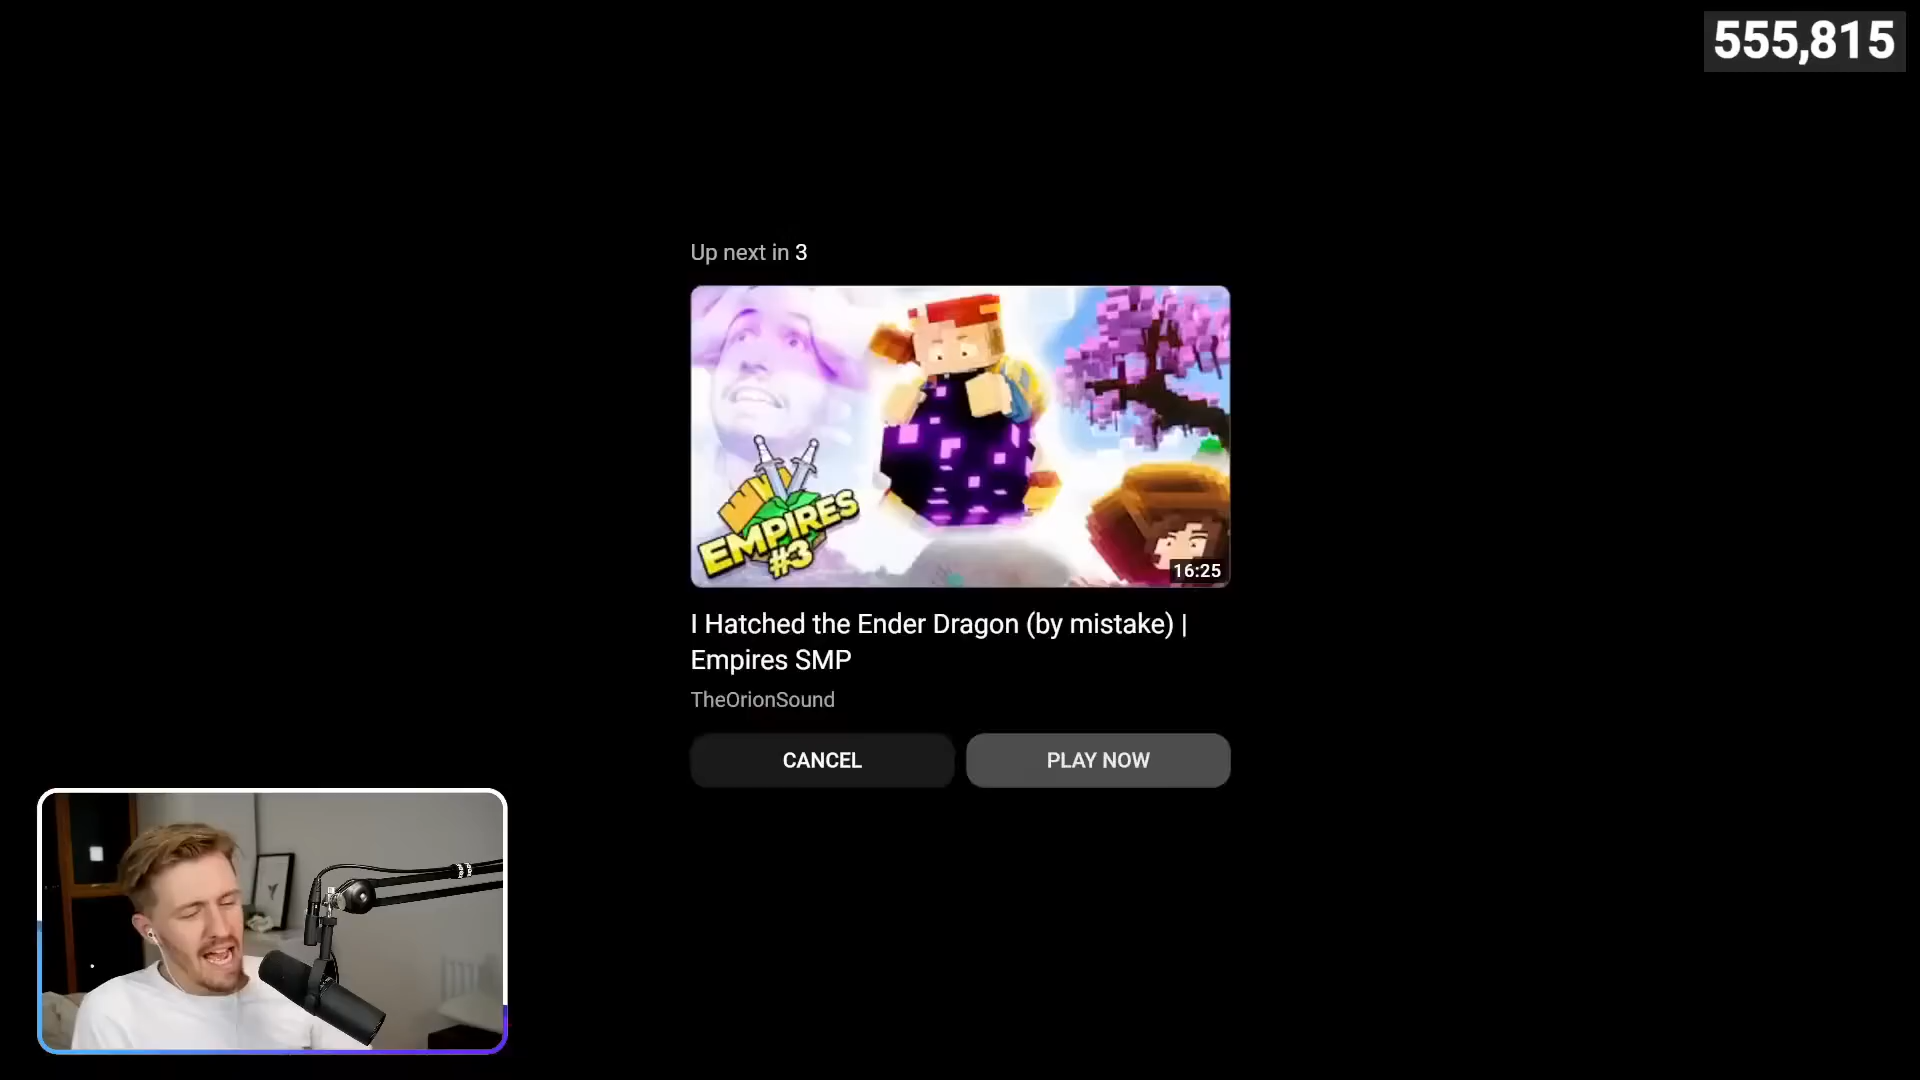 555,815
Up next in 3
EMPIRES
#3
16:25
I Hatched the Ender Dragon (by mistake) |
Empires SMP
TheOrionSound
CANCEL
PLAY NOW